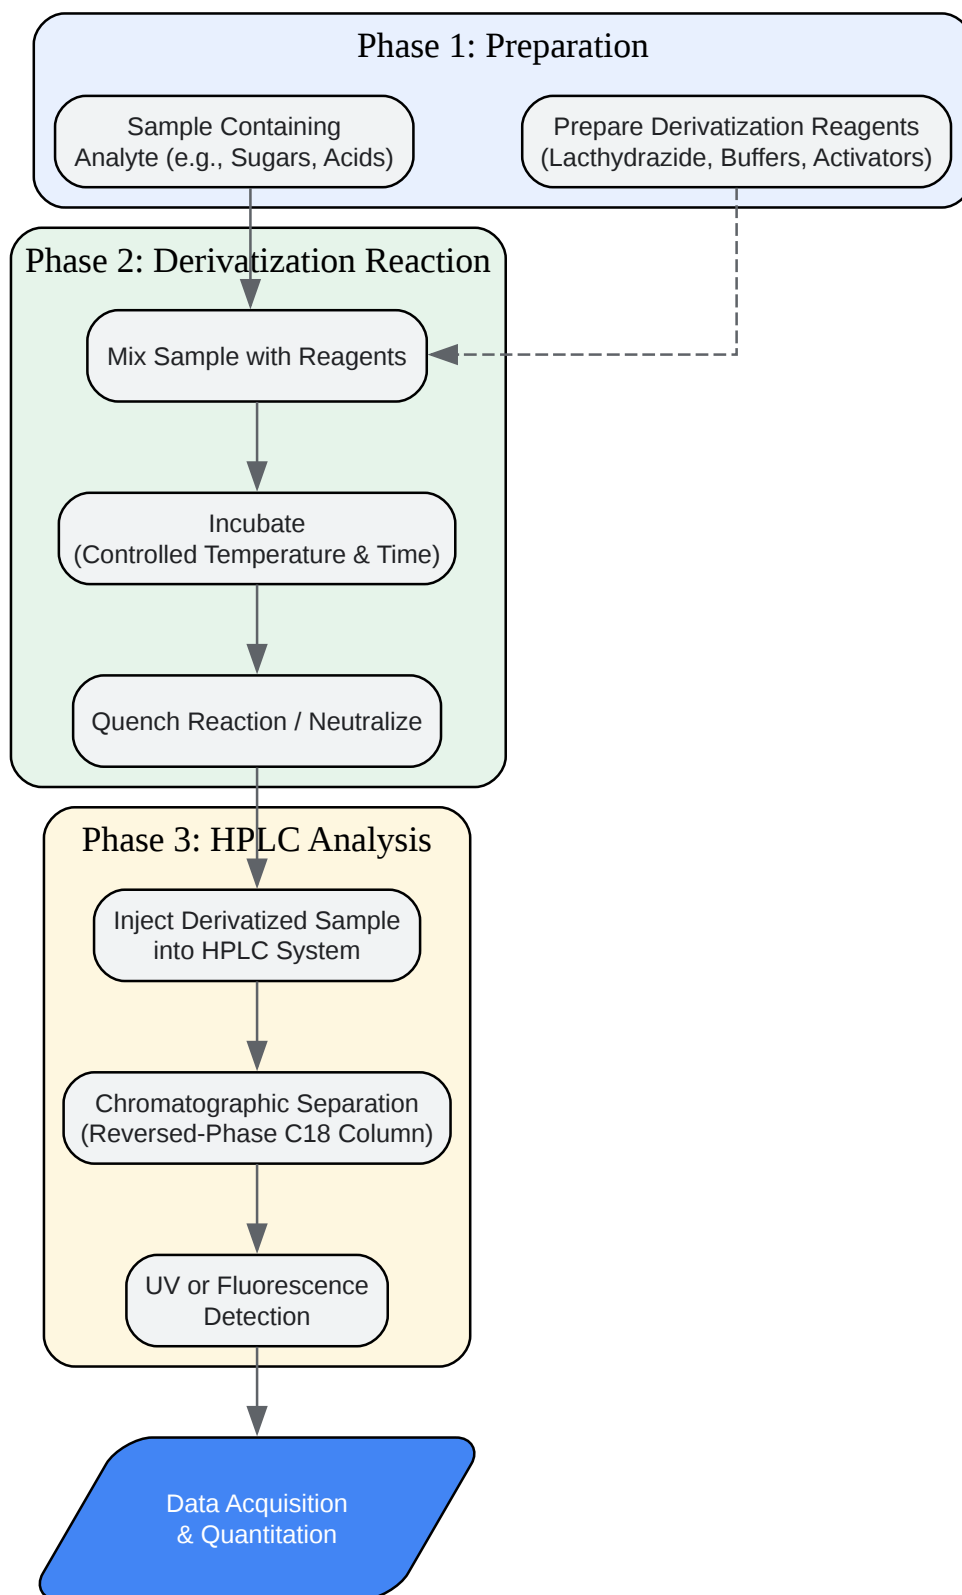 Phase 1: Preparation
Sample Containing
Analyte (e.g., Sugars, Acids)
Prepare Derivatization Reagents
(Lacthydrazide, Buffers, Activators)
Phase 2: Derivatization Reaction
Mix Sample with Reagents
Incubate
(Controlled Temperature & Time)
Quench Reaction / Neutralize
Phase 3: HPLC Analysis
Inject Derivatized Sample
into HPLC System
Chromatographic Separation
(Reversed-Phase C18 Column)
UV or Fluorescence
Detection
Data Acquisition
& Quantitation